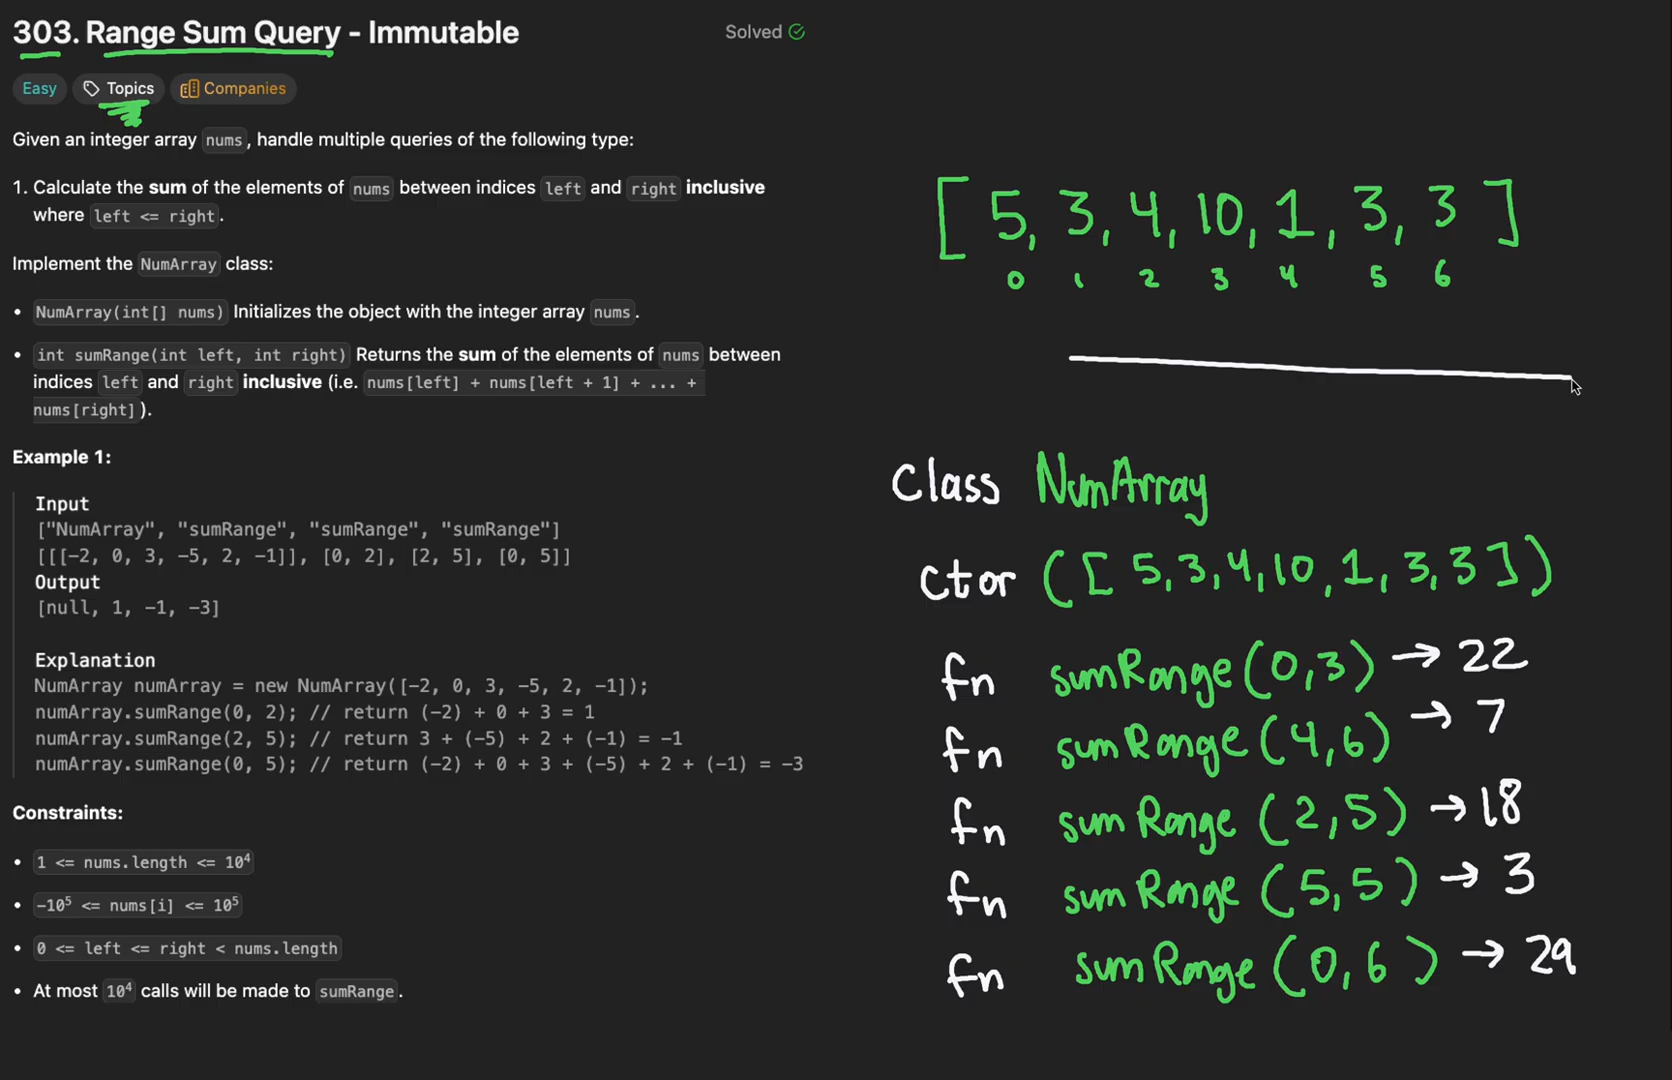 303. Range Sum Query - Immutable
Solved
Easy Topics Companies
Given an integer array nums, handle multiple queries of the following type:
1. Calculate the sum of the elements of nums between indices left and right inclusive
where left <= right.
Implement the NumArray class:
• NumArray(int[] nums) Initializes the object with the integer array nums.
• int sumRange(int left, int right) Returns the sum of the elements of nums between
indices left and right inclusive (i.e. nums[left] + nums[left + 1] + ... +
nums[right]).
Example 1:
Input
["NumArray", "sumRange", "sumRange", "sumRange"]
[[[-2, 0, 3, -5, 2, -1]], [0, 2], [2, 5], [0, 5]]
Output
[null, 1, -1, -3]
Explanation
NumArray numArray = new NumArray([-2, 0, 3, -5, 2, -1]);
numArray.sumRange(0, 2); // return (-2) + 0 + 3 = 1
numArray.sumRange(2, 5); // return 3 + (-5) + 2 + (-1) = -1
numArray.sumRange(0, 5); // return (-2) + 0 + 3 + (-5) + 2 + (-1) = -3
Constraints:
• 1 <= nums.length <= 10⁴
• -10⁵ <= nums[i] <= 10⁵
• 0 <= left <= right < nums.length
• At most 10⁴ calls will be made to sumRange.
[ 5, 3, 4, 10, 1, 3, 3 ]
0 1 2 3 4 5 6
Class NumArray
ctor ([ 5, 3, 4, 10, 1, 3, 3 ])
fn sumRange (0, 3) → 22
fn sumRange (4, 6) → 7
fn sumRange (2, 5) → 18
fn sumRange (5, 5) → 3
fn sumRange (0, 6) → 29